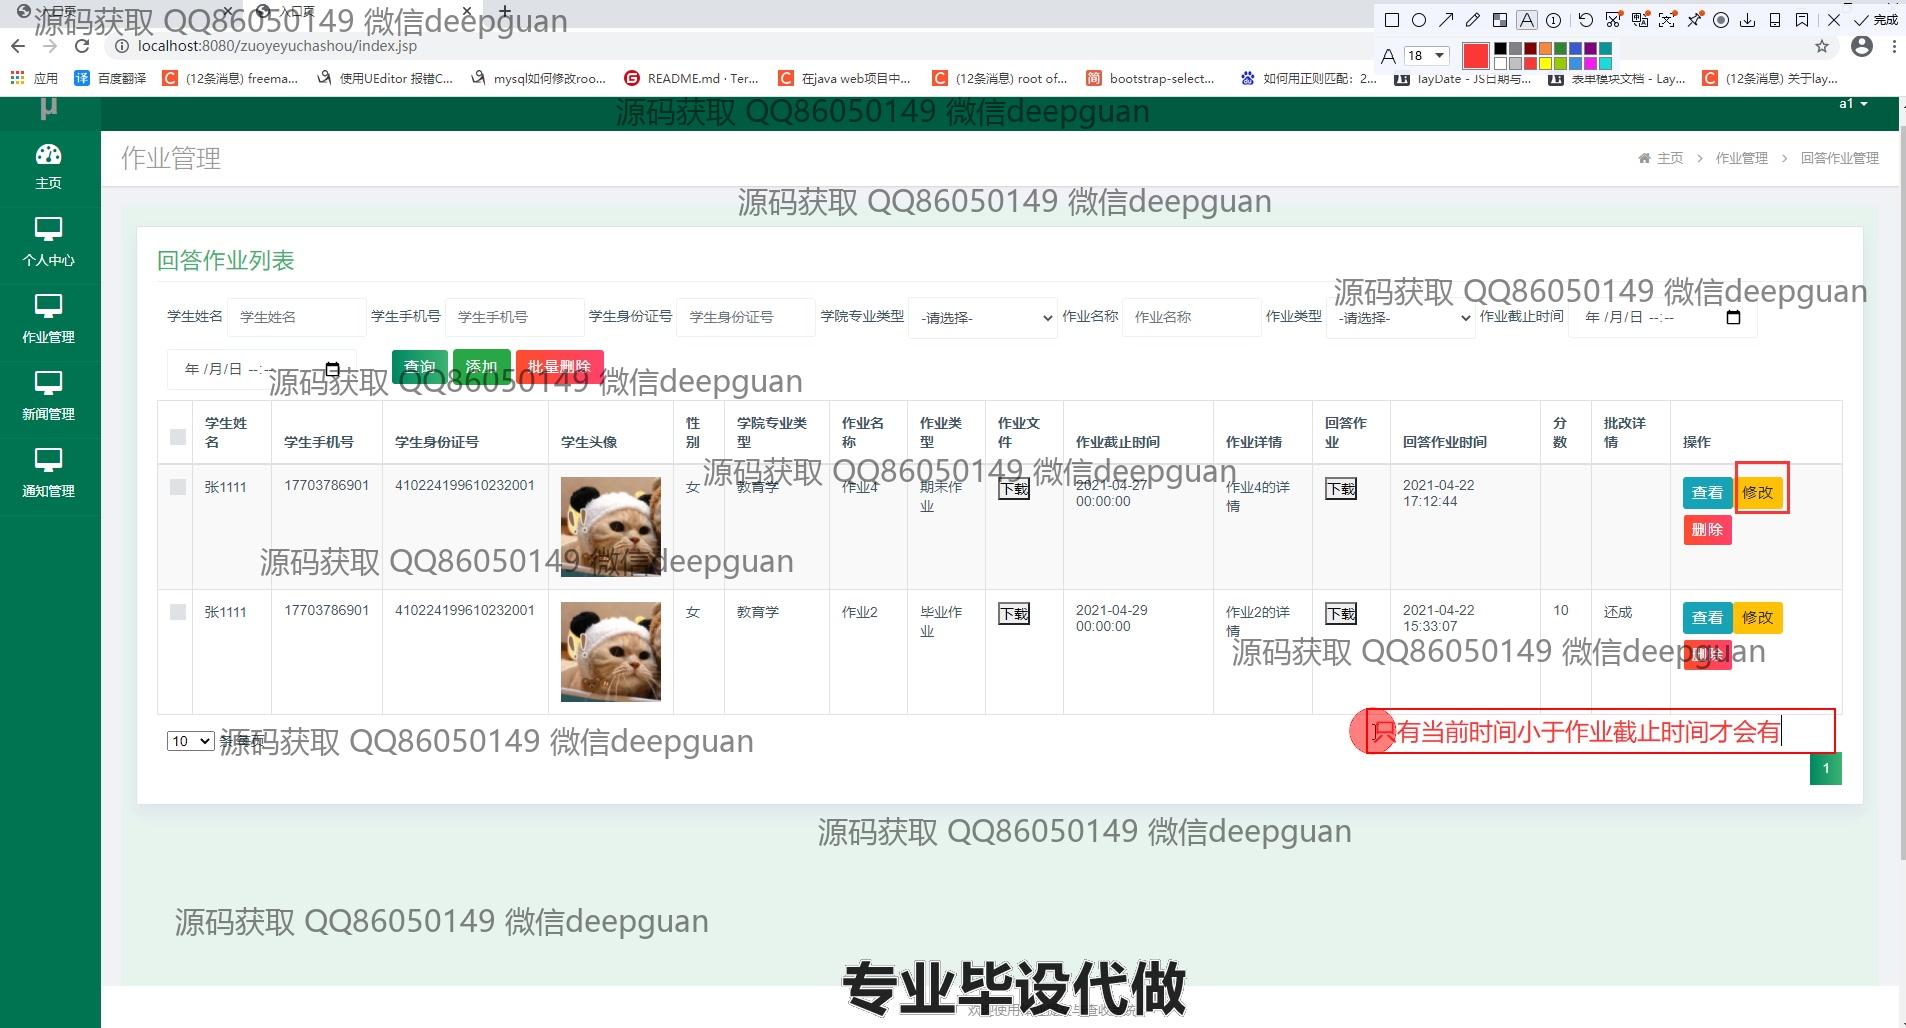 入口页
入口页
完成
源码获取 QQ86050149 微信deepguan
localhost:8080/zuoyeyuchashou/index.jsp
A 18
应用 百度翻译 (12条消息) freema... 使用UEditor 报错C... mysql如何修改roo... README.md · Ter... 在java web项目中... (12条消息) root of... bootstrap-select... 如何用正则匹配：2... layDate - JS日期与... 表单模块文档 - Lay... (12条消息) 关于lay...
μ
a1
源码获取 QQ86050149 微信deepguan
作业管理
主页 > 作业管理 > 回答作业管理
主页
个人中心
作业管理
新闻管理
通知管理
源码获取 QQ86050149 微信deepguan
回答作业列表
源码获取 QQ86050149 微信deepguan
学生姓名 学生姓名 学生手机号 学生手机号 学生身份证号 学生身份证号 学院专业类型 -请选择- 作业名称 作业名称 作业类型 -请选择- 作业截止时间 年 /月/日 --:--
年 /月/日 --:-- 查询 添加 批量删除
源码获取 QQ86050149 微信deepguan
学生姓名 学生手机号 学生身份证号 学生头像 性别 学院专业类型 作业名称 作业类型 作业文件 作业截止时间 作业详情 回答作业 回答作业时间 分数 批改详情 操作
源码获取 QQ86050149 微信deepguan
张1111 17703786901 410224199610232001 女 教育学 作业4 期末作业 下载 2021-04-27 00:00:00 作业4的详情 下载 2021-04-22 17:12:44 查看 修改
删除
源码获取 QQ86050149 微信deepguan
张1111 17703786901 410224199610232001 女 教育学 作业2 毕业作业 下载 2021-04-29 00:00:00 作业2的详情 下载 2021-04-22 15:33:07 10 还成 查看 修改
删除
源码获取 QQ86050149 微信deepguan
只有当前时间小于作业截止时间才会有
10 条 每页
源码获取 QQ86050149 微信deepguan
1
源码获取 QQ86050149 微信deepguan
源码获取 QQ86050149 微信deepguan
专业毕设代做